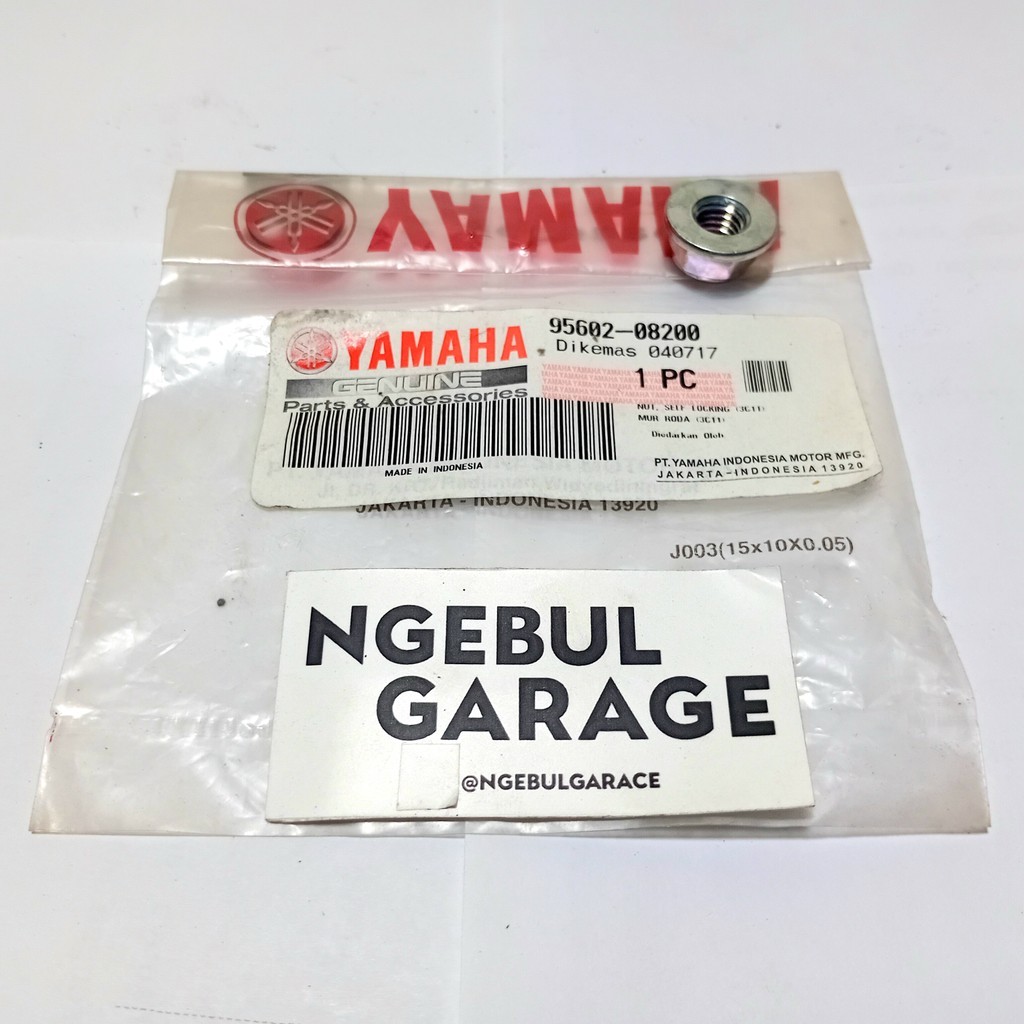 YAMAHA
YAMAHA
GENUINE
Parts & Accessories
MADE IN INDONESIA
95602-08200
Dikemas 040717
1 PC
NUT, SELF LOCKING (3C11)
MUR RODA (3C11)
Diedarkan Oleh
PT. YAMAHA INDONESIA MOTOR MFG.
JAKARTA-INDONESIA 13920
JAKARTA - INDONESIA 13920
J003(15x10X0.05)
NGEBUL
GARAGE
@NGEBULGARACE